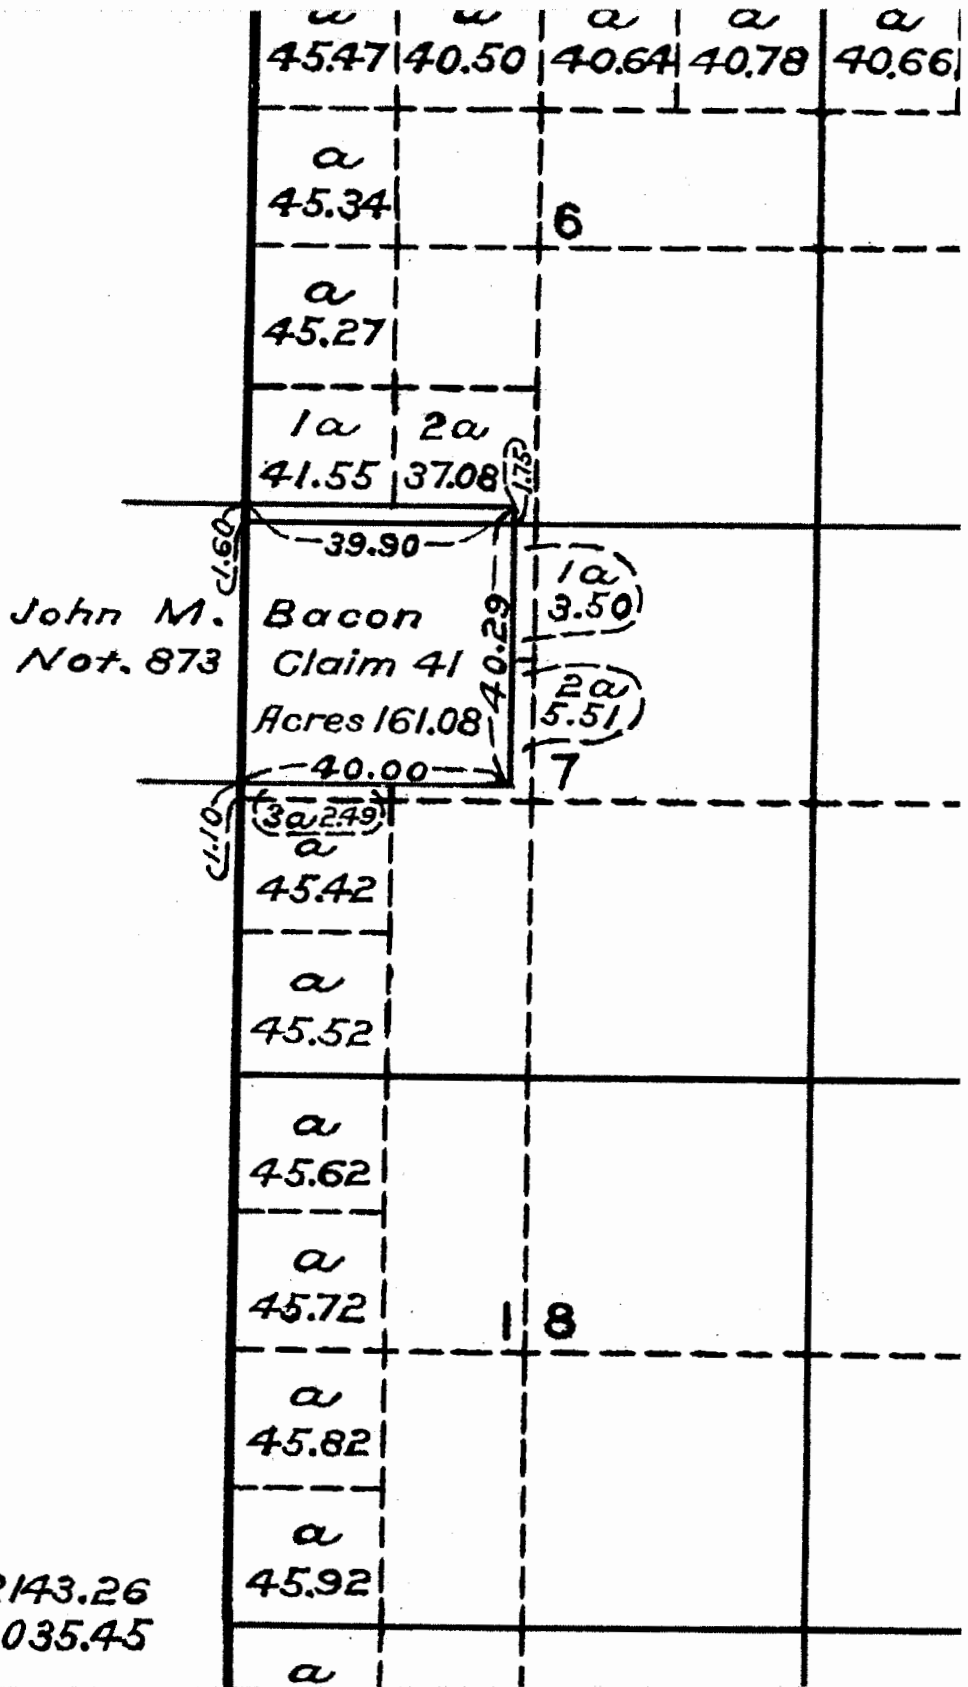 a a a a a
45.47 40.50 40.64 40.78 40.66
a
45.34
6
a
45.27
1a 2a
41.55 37.08
1.75
1.60
39.90
1a
3.50
40.29
John M. Bacon
Not. 873 Claim 41
2a
5.51
Acres 161.08
40.00
7
1.10
3a 2.49
a
45.42
a
45.52
a
45.62
a
45.72
18
a
45.82
a
45.92
2143.26
035.45
a